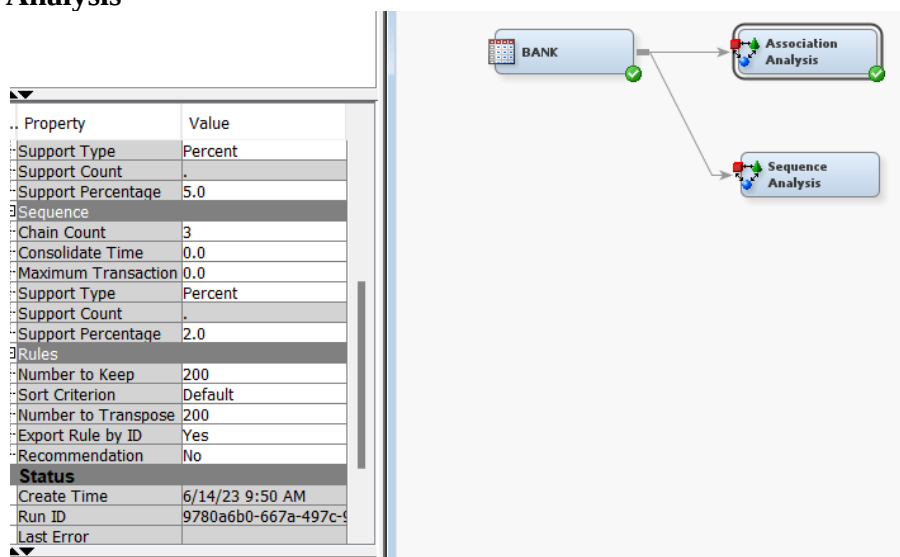 Analysis
.. Property Value
Support Type Percent
Support Count .
Support Percentage 5.0
Sequence
Chain Count 3
Consolidate Time 0.0
Maximum Transaction 0.0
Support Type Percent
Support Count .
Support Percentage 2.0
Rules
Number to Keep 200
Sort Criterion Default
Number to Transpose 200
Export Rule by ID Yes
Recommendation No
Status
Create Time 6/14/23 9:50 AM
Run ID 9780a6b0-667a-497c-9
Last Error
BANK
Association
Analysis
Sequence
Analysis